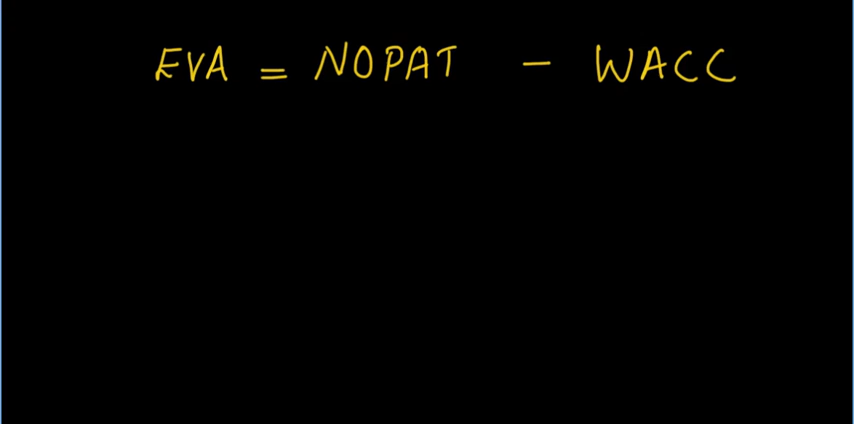 EVA = NOPAT - WACC